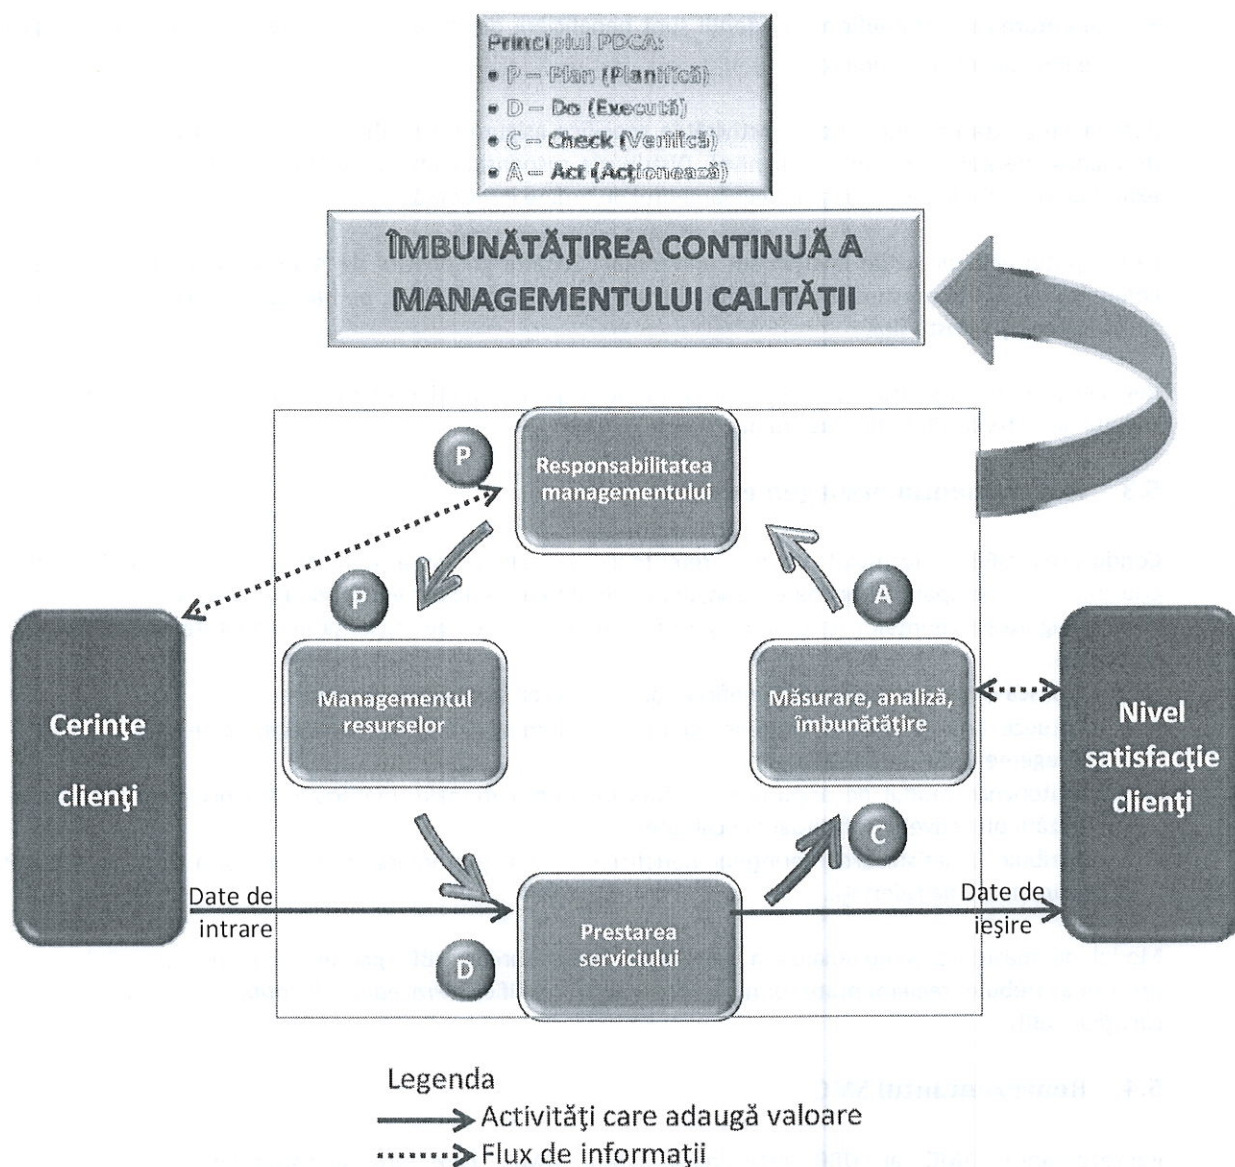 Principiul PDCA:
• P – Plan (Planifică)
• D – Do (Execută)
• C – Check (Verifică)
• A – Act (Acționează)
ÎMBUNĂTĂŢIREA CONTINUĂ A
MANAGEMENTULUI CALITĂŢII
P
Responsabilitatea
managementului
P
A
Cerinţe
clienţi
Managementul
resurselor
Măsurare, analiză,
îmbunătăţire
Nivel
satisfacţie
clienţi
C
Date de
intrare
D
Prestarea
serviciului
Date de
ieşire
Legenda
Activităţi care adaugă valoare
Flux de informaţii